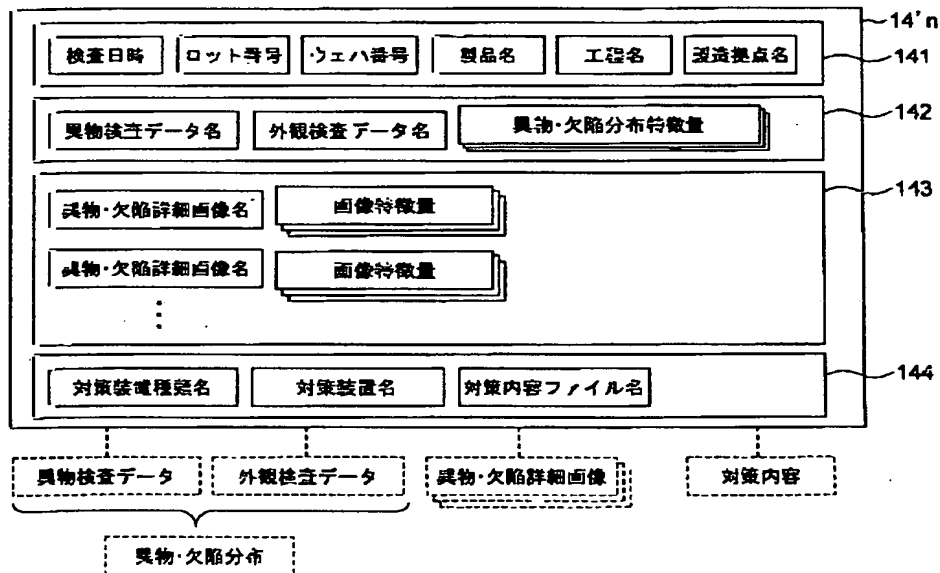 14'n
検査日時 ロット番号 ウェハ番号 製品名 工程名 製造拠点名
141
142
異物検査データ名 外観検査データ名 異物・欠陥分布特徴量
143
異物・欠陥詳細画像名 画像特徴量
異物・欠陥詳細画像名 画像特徴量
対策装置種類名 対策装置名 対策内容ファイル名
144
異物検査データ 外観検査データ 異物・欠陥詳細画像 対策内容
異物・欠陥分布